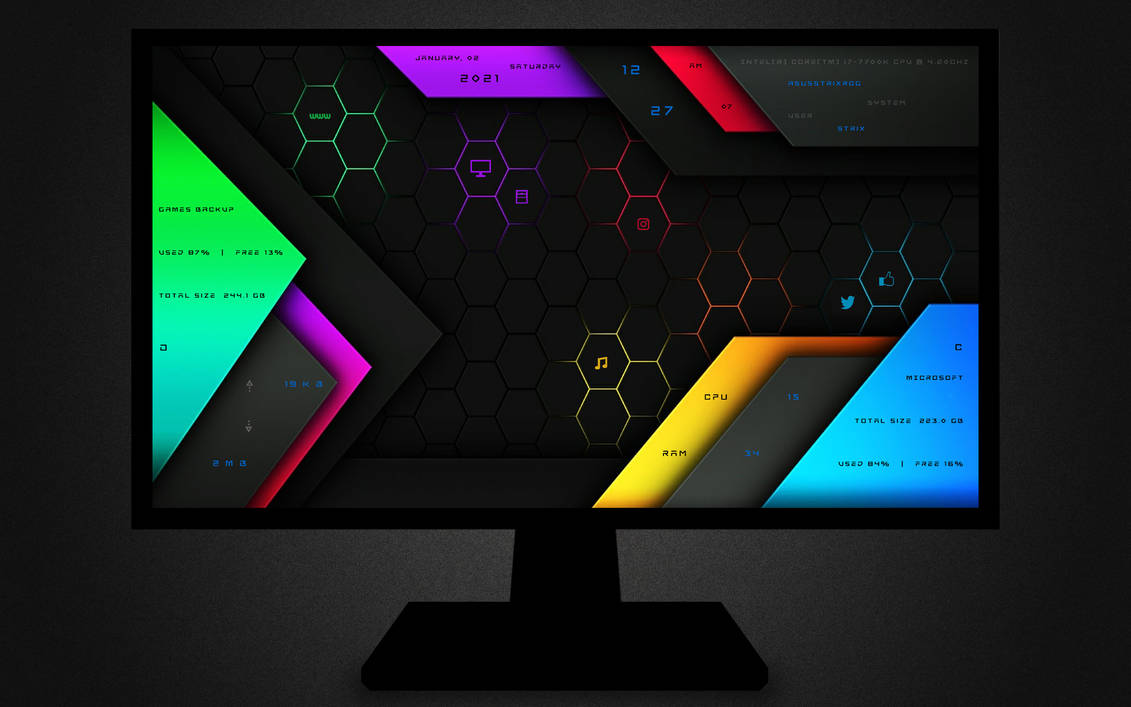 JANUARY, 02
SATURDAY
2021
12
27
AM
07
INTEL(R) CORE(TM) I7-7700K CPU @ 4.20GHZ
ASUSSTRIXROG
SYSTEM
USER
STRIX
WWW
GAMES BACKUP
USED 87% | FREE 13%
TOTAL SIZE 244.1 GB
D
19 KB
2 MB
CPU
15
RAM
34
C
MICROSOFT
TOTAL SIZE 223.0 GB
USED 84% | FREE 16%